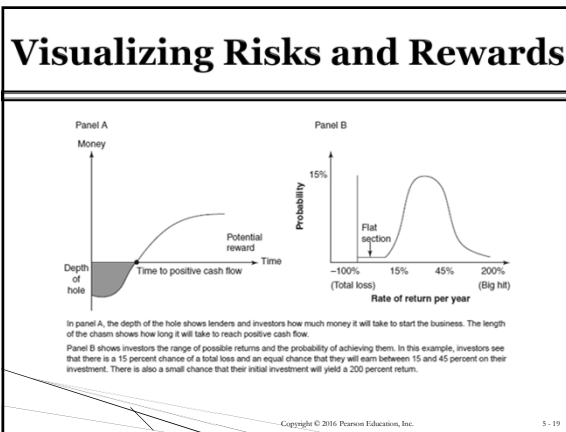 Visualizing Risks and Rewards
Panel A
Panel B
Money
15%
Probability
Flat
section
Potential
reward
Time
Depth
of
hole
Time to positive cash flow
–100%
15%
45%
200%
(Total loss)
(Big hit)
Rate of return per year
In panel A, the depth of the hole shows lenders and investors how much money it will take to start the business. The length
of the chasm shows how long it will take to reach positive cash flow.
Panel B shows investors the range of possible returns and the probability of achieving them. In this example, investors see
that there is a 15 percent chance of a total loss and an equal chance that they will earn between 15 and 45 percent on their
investment. There is also a small chance that their initial investment will yield a 200 percent return.
Copyright © 2016 Pearson Education, Inc.
5 - 19